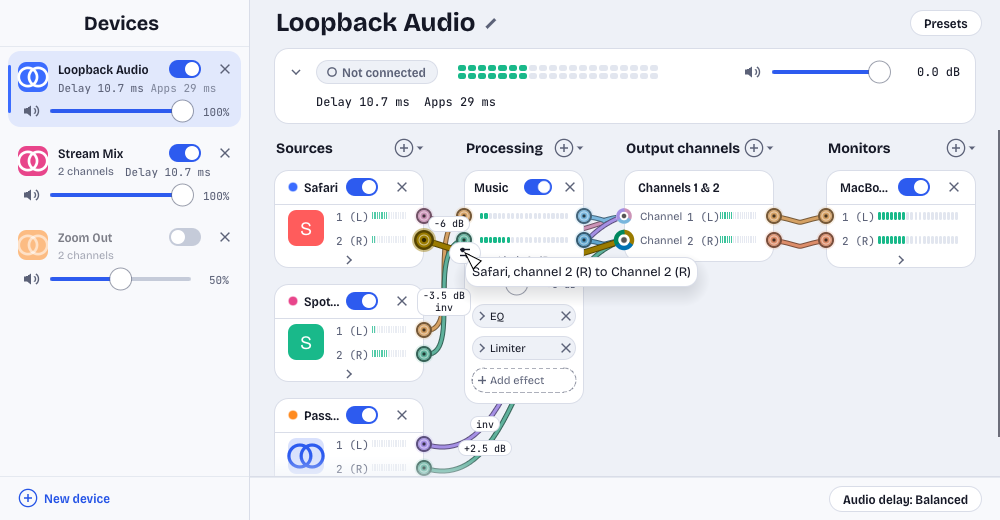 Devices
Loopback Audio
Delay 10.7 ms Apps 29 ms
100%
Stream Mix
2 channels Delay 10.7 ms
100%
Zoom Out
2 channels
50%
New device
Loopback Audio
Presets
Not connected
0.0 dB
Delay 10.7 ms Apps 29 ms
Sources
Processing
Output channels
Monitors
Safari
S
1 (L)
2 (R)
-6 dB
Spot...
S
1 (L)
2 (R)
-3.5 dB
inv
Pass...
1 (L)
2 (R)
inv
+2.5 dB
Music
Safari, channel 2 (R) to Channel 2 (R)
EQ
Limiter
+ Add effect
Channels 1 & 2
Channel 1 (L)
Channel 2 (R)
MacBo...
1 (L)
2 (R)
Audio delay: Balanced